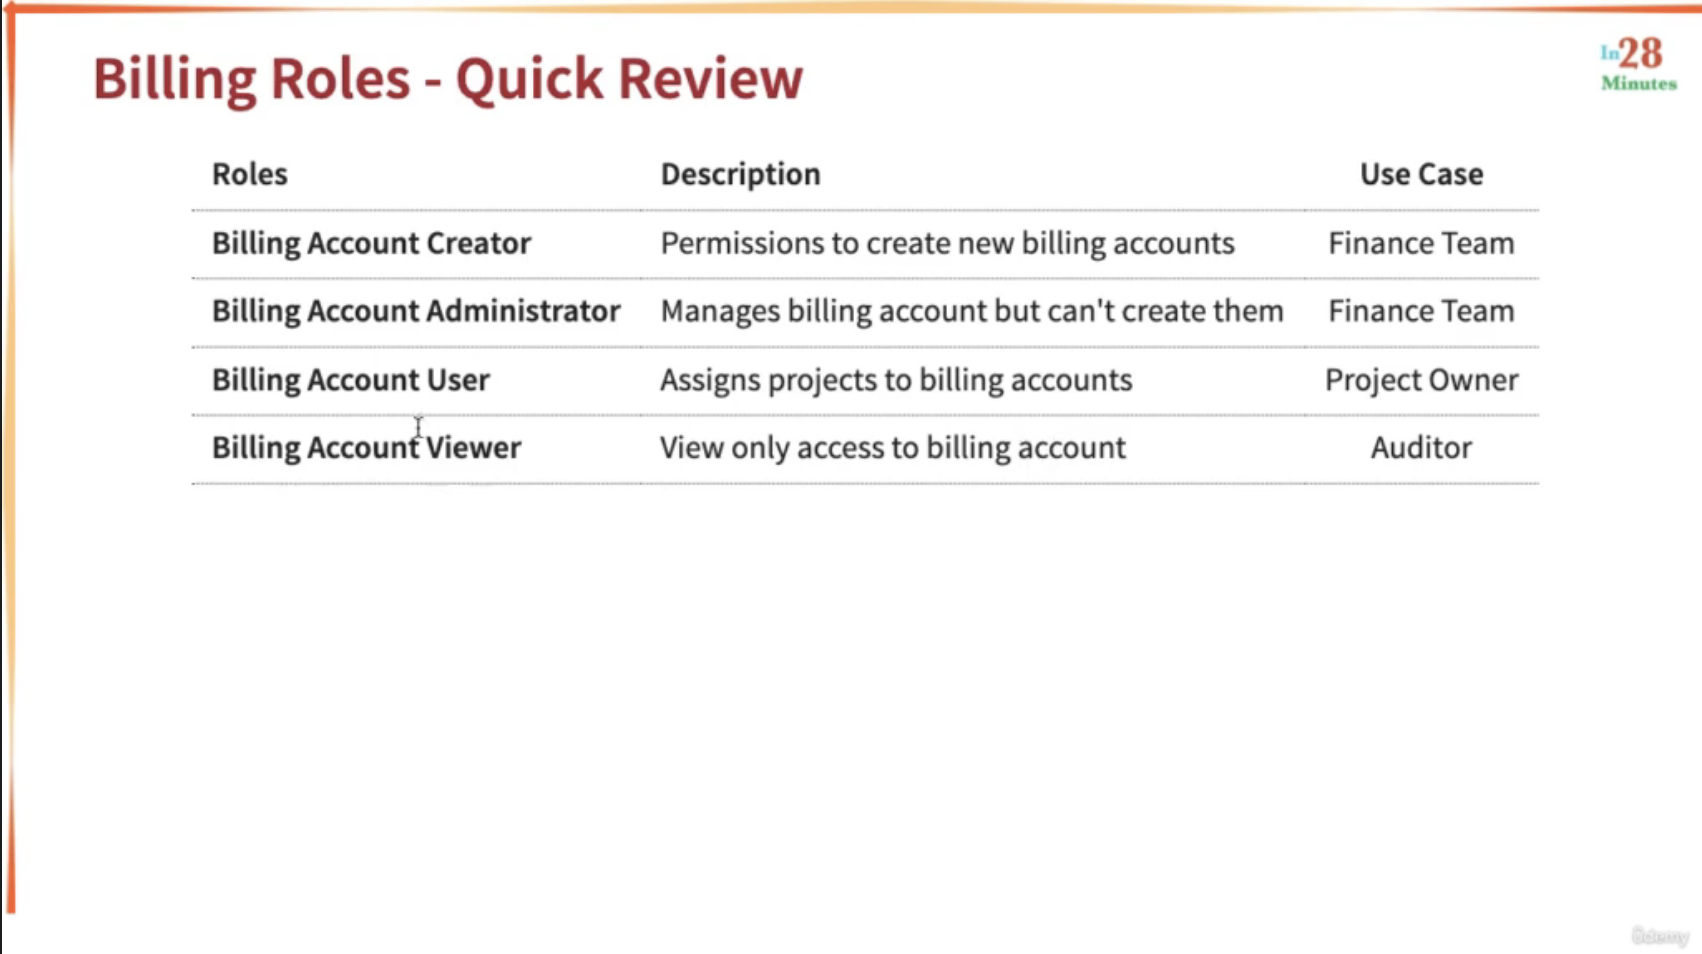 Billing Roles - Quick Review
In28
Minutes
Roles Description Use Case
Billing Account Creator Permissions to create new billing accounts Finance Team
Billing Account Administrator Manages billing account but can't create them Finance Team
Billing Account User Assigns projects to billing accounts Project Owner
Billing Account Viewer View only access to billing account Auditor
ûdemy